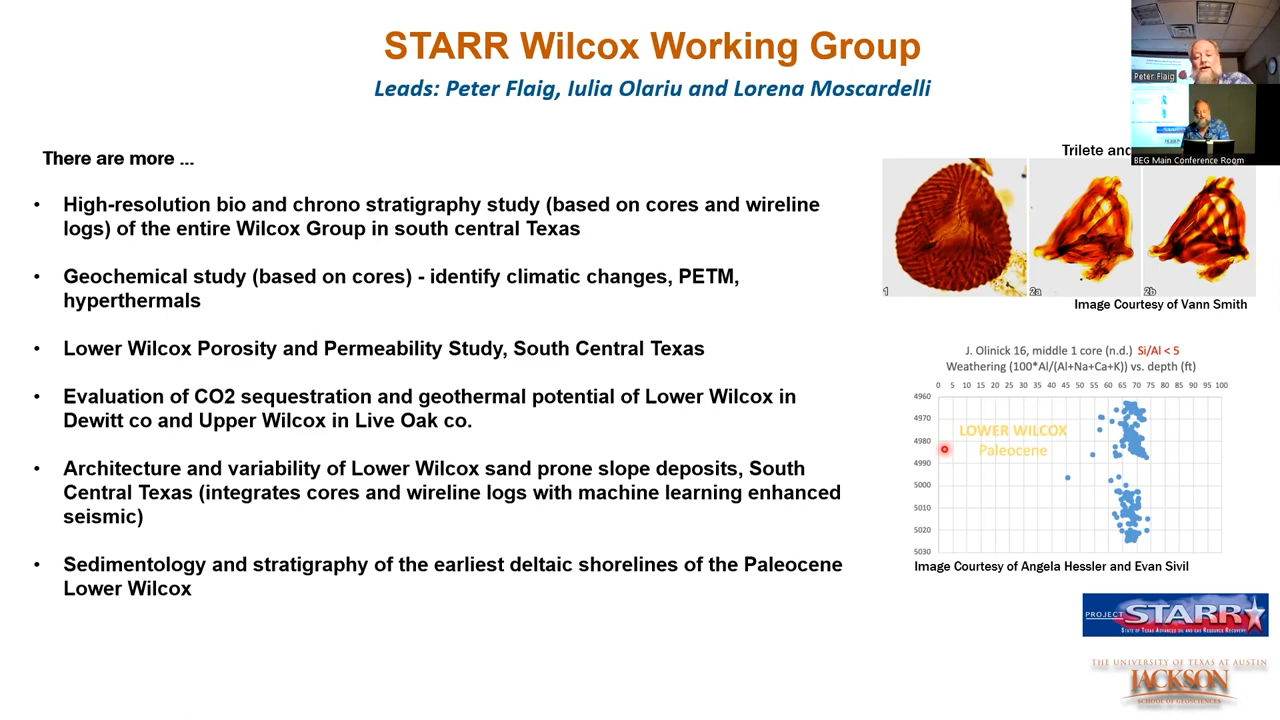 STARR Wilcox Working Group
Leads: Peter Flaig, Iulia Olariu and Lorena Moscardelli
Peter Flaig
BEG Main Conference Room
There are more ...
• High-resolution bio and chrono stratigraphy study (based on cores and wireline
logs) of the entire Wilcox Group in south central Texas
• Geochemical study (based on cores) - identify climatic changes, PETM,
hyperthermals
• Lower Wilcox Porosity and Permeability Study, South Central Texas
• Evaluation of CO2 sequestration and geothermal potential of Lower Wilcox in
Dewitt co and Upper Wilcox in Live Oak co.
• Architecture and variability of Lower Wilcox sand prone slope deposits, South
Central Texas (integrates cores and wireline logs with machine learning enhanced
seismic)
• Sedimentology and stratigraphy of the earliest deltaic shorelines of the Paleocene
Lower Wilcox
Trilete and
1 2a 2b
Image Courtesy of Vann Smith
J. Olinick 16, middle 1 core (n.d.) Si/Al < 5
Weathering (100*Al/(Al+Na+Ca+K)) vs. depth (ft)
0 5 10 15 20 25 30 35 40 45 50 55 60 65 70 75 80 85 90 95 100
4960
4970
4980
4990
5000
5010
5020
5030
LOWER WILCOX
Paleocene
Image Courtesy of Angela Hessler and Evan Sivil
PROJECT STARR
STATE OF TEXAS ADVANCED OIL AND GAS RESOURCE RECOVERY
THE UNIVERSITY OF TEXAS AT AUSTIN
JACKSON
SCHOOL OF GEOSCIENCES